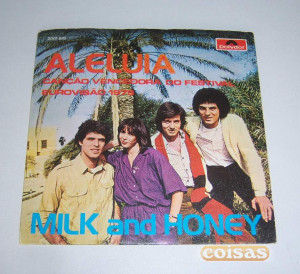 Polydor
ALELUIA
CANÇÃO VENCEDORA DO FESTIVAL
EUROVISÃO 1979
MILK and HONEY
coisas